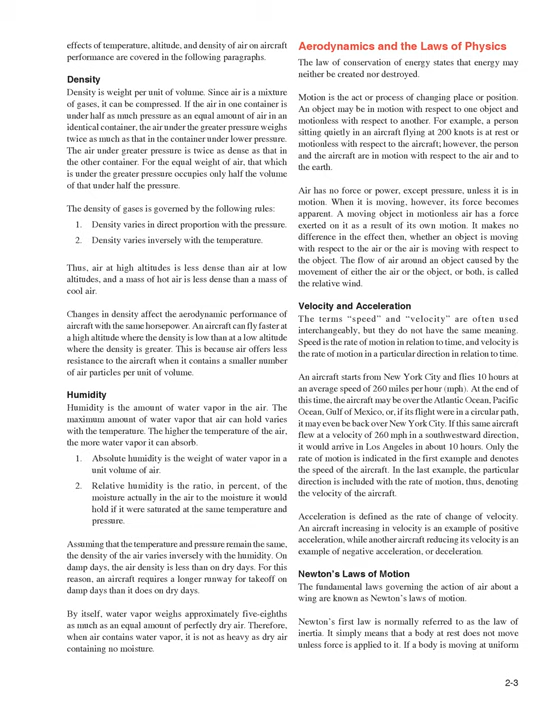 effects of temperature, altitude, and density of air on aircraft
performance are covered in the following paragraphs.
Density
Density is weight per unit of volume. Since air is a mixture
of gases, it can be compressed. If the air in one container is
under half as much pressure as an equal amount of air in an
identical container, the air under the greater pressure weighs
twice as much as that in the container under lower pressure.
The air under greater pressure is twice as dense as that in
the other container. For the equal weight of air, that which
is under the greater pressure occupies only half the volume
of that under half the pressure.
The density of gases is governed by the following rules:
1. Density varies in direct proportion with the pressure.
2. Density varies inversely with the temperature.
Thus, air at high altitudes is less dense than air at low
altitudes, and a mass of hot air is less dense than a mass of
cool air.
Changes in density affect the aerodynamic performance of
aircraft with the same horsepower. An aircraft can fly faster at
a high altitude where the density is low than at a low altitude
where the density is greater. This is because air offers less
resistance to the aircraft when it contains a smaller number
of air particles per unit of volume.
Humidity
Humidity is the amount of water vapor in the air. The
maximum amount of water vapor that air can hold varies
with the temperature. The higher the temperature of the air,
the more water vapor it can absorb.
1. Absolute humidity is the weight of water vapor in a
unit volume of air.
2. Relative humidity is the ratio, in percent, of the
moisture actually in the air to the moisture it would
hold if it were saturated at the same temperature and
pressure.
Assuming that the temperature and pressure remain the same,
the density of the air varies inversely with the humidity. On
damp days, the air density is less than on dry days. For this
reason, an aircraft requires a longer runway for takeoff on
damp days than it does on dry days.
By itself, water vapor weighs approximately five-eighths
as much as an equal amount of perfectly dry air. Therefore,
when air contains water vapor, it is not as heavy as dry air
containing no moisture.
Aerodynamics and the Laws of Physics
The law of conservation of energy states that energy may
neither be created nor destroyed.
Motion is the act or process of changing place or position.
An object may be in motion with respect to one object and
motionless with respect to another. For example, a person
sitting quietly in an aircraft flying at 200 knots is at rest or
motionless with respect to the aircraft; however, the person
and the aircraft are in motion with respect to the air and to
the earth.
Air has no force or power, except pressure, unless it is in
motion. When it is moving, however, its force becomes
apparent. A moving object in motionless air has a force
exerted on it as a result of its own motion. It makes no
difference in the effect then, whether an object is moving
with respect to the air or the air is moving with respect to
the object. The flow of air around an object caused by the
movement of either the air or the object, or both, is called
the relative wind.
Velocity and Acceleration
The terms “speed” and “velocity” are often used
interchangeably, but they do not have the same meaning.
Speed is the rate of motion in relation to time, and velocity is
the rate of motion in a particular direction in relation to time.
An aircraft starts from New York City and flies 10 hours at
an average speed of 260 miles per hour (mph). At the end of
this time, the aircraft may be over the Atlantic Ocean, Pacific
Ocean, Gulf of Mexico, or, if its flight were in a circular path,
it may even be back over New York City. If this same aircraft
flew at a velocity of 260 mph in a southwestward direction,
it would arrive in Los Angeles in about 10 hours. Only the
rate of motion is indicated in the first example and denotes
the speed of the aircraft. In the last example, the particular
direction is included with the rate of motion, thus, denoting
the velocity of the aircraft.
Acceleration is defined as the rate of change of velocity.
An aircraft increasing in velocity is an example of positive
acceleration, while another aircraft reducing its velocity is an
example of negative acceleration, or deceleration.
Newton’s Laws of Motion
The fundamental laws governing the action of air about a
wing are known as Newton’s laws of motion.
Newton’s first law is normally referred to as the law of
inertia. It simply means that a body at rest does not move
unless force is applied to it. If a body is moving at uniform
2-3